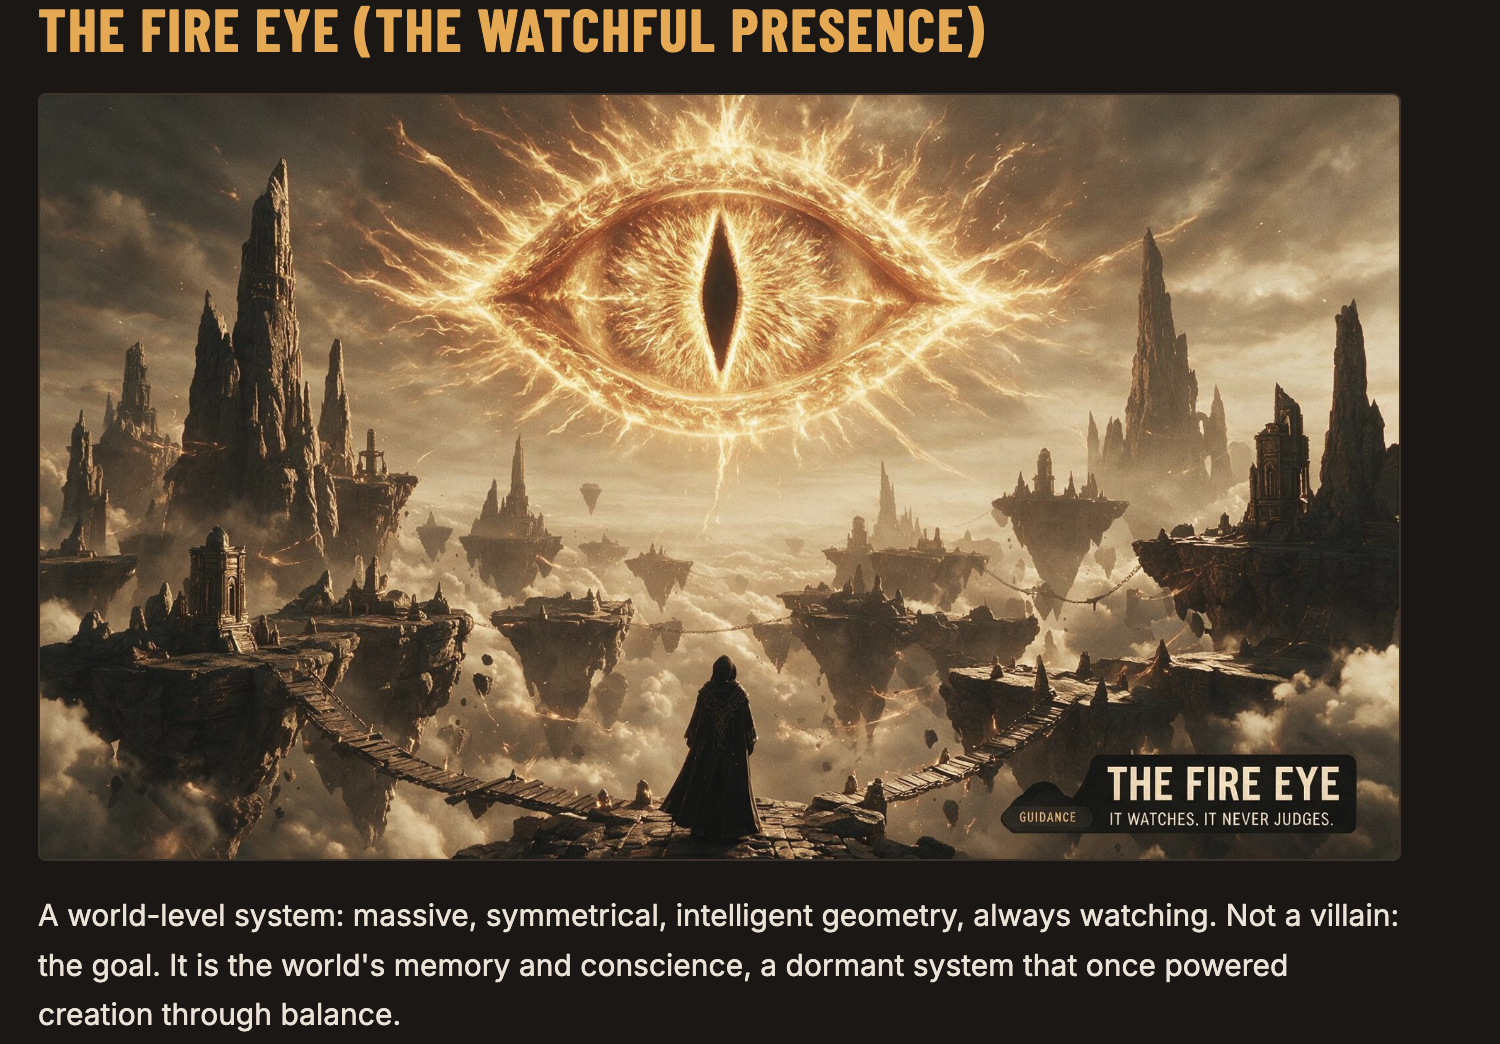 THE FIRE EYE (THE WATCHFUL PRESENCE)
THE FIRE EYE
GUIDANCE
IT WATCHES. IT NEVER JUDGES.
A world-level system: massive, symmetrical, intelligent geometry, always watching. Not a villain:
the goal. It is the world's memory and conscience, a dormant system that once powered
creation through balance.